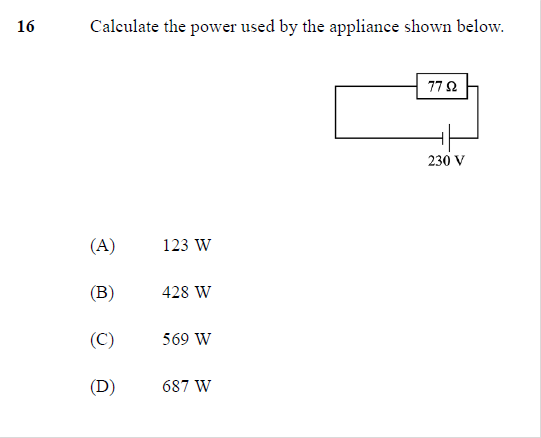 16 Calculate the power used by the appliance shown below.
77 Ω
230 V
(A) 123 W
(B) 428 W
(C) 569 W
(D) 687 W